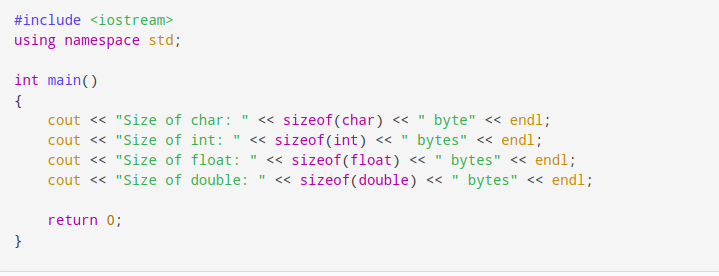 #include <iostream>
using namespace std;

int main()
{
    cout << "Size of char: " << sizeof(char) << " byte" << endl;
    cout << "Size of int: " << sizeof(int) << " bytes" << endl;
    cout << "Size of float: " << sizeof(float) << " bytes" << endl;
    cout << "Size of double: " << sizeof(double) << " bytes" << endl;

    return 0;
}